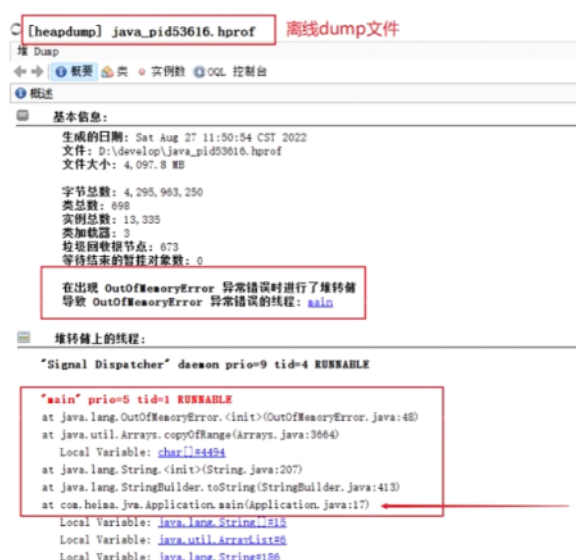 [heapdump] java_pid53616.hprof 离线dump文件
堆 Dump
概要 类 实例数 OQL 控制台
概述
基本信息:
生成的日期: Sat Aug 27 11:50:54 CST 2022
文件: D:\develop\java_pid53616.hprof
文件大小: 4,097.8 MB
字节总数: 4,295,963,250
类总数: 698
实例总数: 13,335
类加载器: 3
垃圾回收根节点: 673
等待结束的暂挂对象数: 0
在出现 OutOfMemoryError 异常错误时进行了堆转储
导致 OutOfMemoryError 异常错误的线程: main
堆转储上的线程:
"Signal Dispatcher" daemon prio=9 tid=4 RUNNABLE
"main" prio=5 tid=1 RUNNABLE
at java.lang.OutOfMemoryError.<init>(OutOfMemoryError.java:48)
at java.util.Arrays.copyOfRange(Arrays.java:3664)
Local Variable: char[]#4494
at java.lang.String.<init>(String.java:207)
at java.lang.StringBuilder.toString(StringBuilder.java:413)
at com.heima.jvm.Application.main(Application.java:17)
Local Variable: java.lang.String[]#15
Local Variable: java.util.ArrayList#6
Local Variable: java.lang.String#186